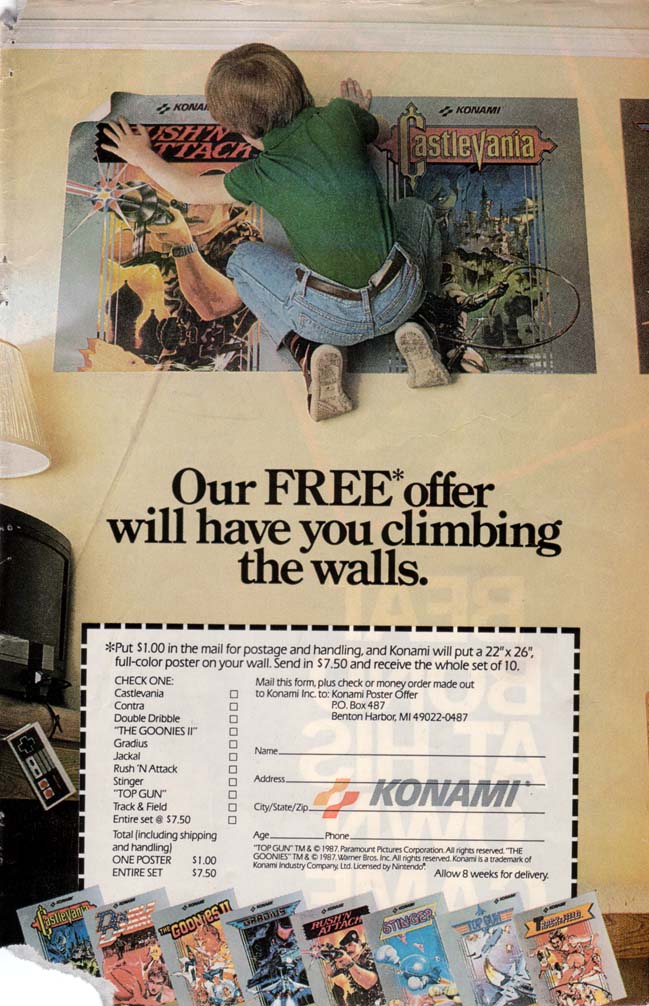 KONAMI
RUSH'N
ATTACK
KONAMI
Castlevania
Our FREE* offer
will have you climbing
the walls.
*Put $1.00 in the mail for postage and handling, and Konami will put a 22" x 26",
full-color poster on your wall. Send in $7.50 and receive the whole set of 10.
CHECK ONE:
Castlevania
Contra
Double Dribble
"THE GOONIES II"
Gradius
Jackal
Rush 'N Attack
Stinger
"TOP GUN"
Track & Field
Entire set @ $7.50
Total (including shipping
and handling)
ONE POSTER $1.00
ENTIRE SET $7.50
Mail this form, plus check or money order made out
to Konami Inc. to: Konami Poster Offer
P.O. Box 487
Benton Harbor, MI 49022-0487
Name
Address
KONAMI®
City/State/Zip
Age Phone
"TOP GUN" TM & © 1987. Paramount Pictures Corporation. All rights reserved. "THE
GOONIES" TM & © 1987, Warner Bros. Inc. All rights reserved. Konami is a trademark of
Konami Industry Company, Ltd. Licensed by Nintendo®.
Allow 8 weeks for delivery.
Castlevania
THE GOONIES II
GRADIUS
RUSH'N
ATTACK
STINGER
TOP GUN
TRACK & FIELD